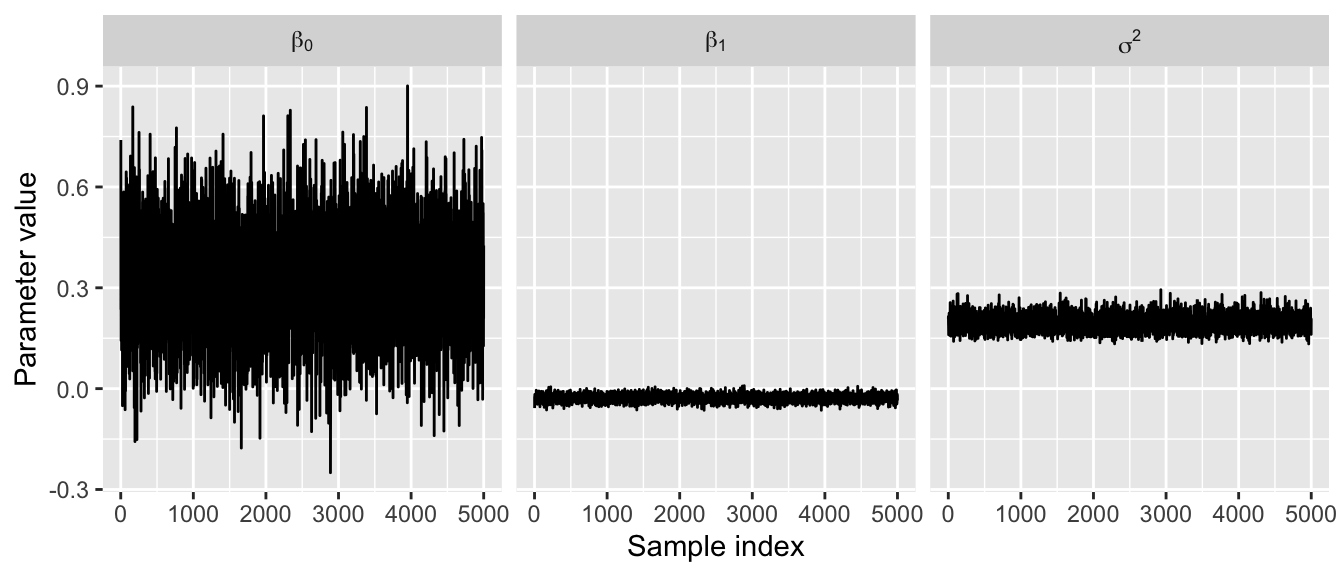 β₀ β₁ σ²
Parameter value
0.9
0.6
0.3
0.0
-0.3
0 1000 2000 3000 4000 5000 0 1000 2000 3000 4000 5000 0 1000 2000 3000 4000 5000
Sample index